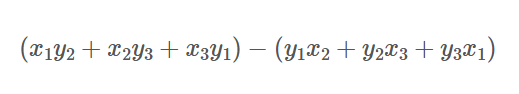 (x₁y₂ + x₂y₃ + x₃y₁) − (y₁x₂ + y₂x₃ + y₃x₁)